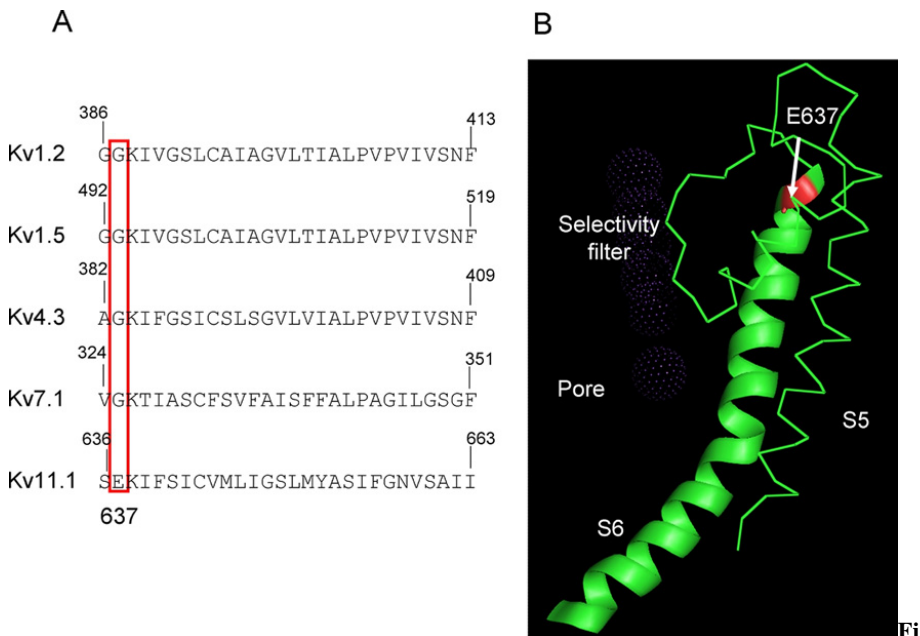 A
B
386
413
Kv1.2
GGKIVGSLCAIAGVLTIALPVPVIVSNF
492
519
Kv1.5
GGKIVGSLCAIAGVLTIALPVPVIVSNF
382
409
Kv4.3
AGKIFGSICSLSGVLVIALPVPVIVSNF
324
351
Kv7.1
VGKTIASCFSVFAISFFALPAGILGSGF
636
663
Kv11.1
SEKIFSICVMLIGSLMYASIFGNVSAII
637
E637
Selectivity
filter
Pore
S5
S6
Fi